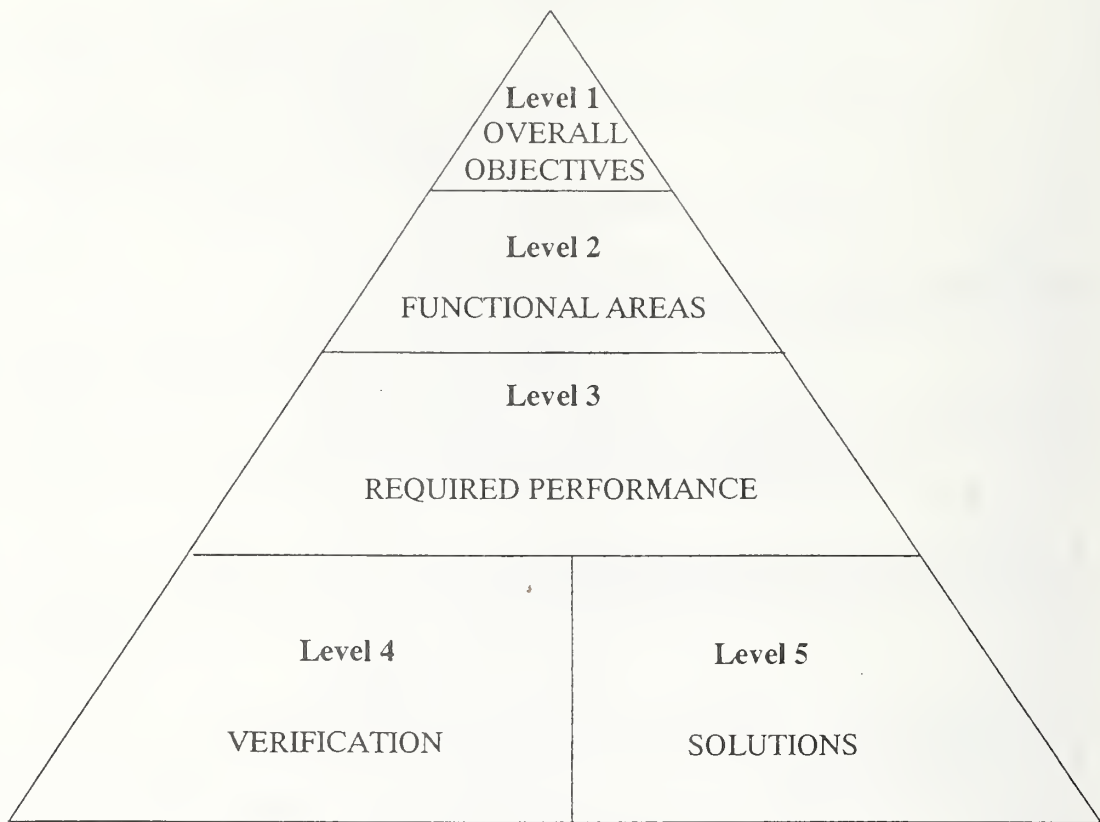 Level 1
OVERALL
OBJECTIVES
Level 2
FUNCTIONAL AREAS
Level 3
REQUIRED PERFORMANCE
Level 4
VERIFICATION
Level 5
SOLUTIONS